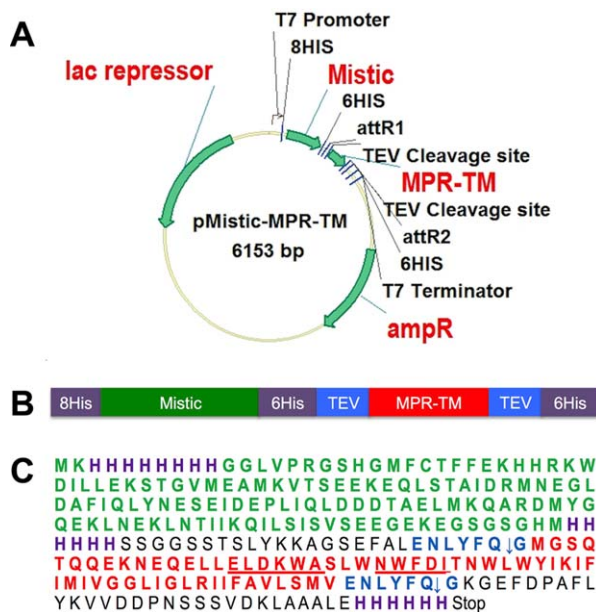 A
T7 Promoter
8HIS
lac repressor
Mistic
6HIS
attR1
TEV Cleavage site
MPR-TM
TEV Cleavage site
attR2
6HIS
T7 Terminator
pMistic-MPR-TM
6153 bp
ampR
B
8His Mistic 6His TEV MPR-TM TEV 6His
C
MKHHHHHHHHGGLVPRGSHGMFCTFFEKHHRKW
DILLEKSTGVMEAMKVTSEEKEQLSTAIDRMNEGL
DAFIQLYNESEIDEPLIQLDDDTAELMKQARDMYG
QEKLNEKLNTIIKQILSISVSEEGEKEGSGSGHMHH
HHHHSSGGSSTSLYKKAGSEFALENLYFQ↓GMGSQ
TQQEKNEQELLELDKWASLWNWFDITNWLWYIKIF
IMIVGGLIGLRIIFAVLSMVENLYFQ↓GKGEFDPAFL
YKVVDDPNSSSVDKLAAALEHHHHHHStop